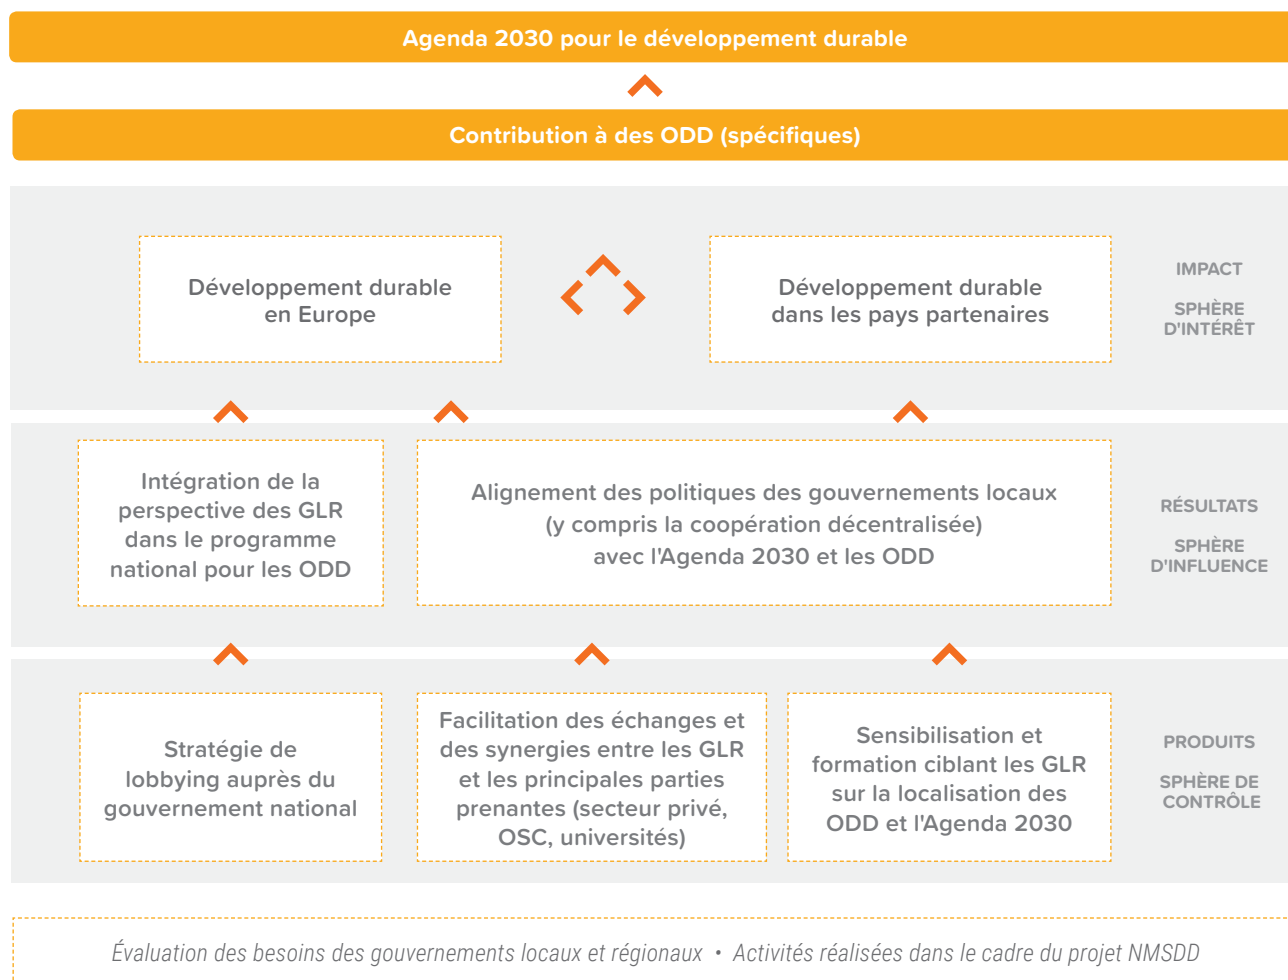 Agenda 2030 pour le développement durable
Contribution à des ODD (spécifiques)
Développement durable
en Europe
Développement durable
dans les pays partenaires
IMPACT
SPHÈRE
D'INTÉRÊT
Intégration de la
perspective des GLR
dans le programme
national pour les ODD
Alignement des politiques des gouvernements locaux
(y compris la coopération décentralisée)
avec l'Agenda 2030 et les ODD
RÉSULTATS
SPHÈRE
D'INFLUENCE
Stratégie de
lobbying auprès du
gouvernement national
Facilitation des échanges et
des synergies entre les GLR
et les principales parties
prenantes (secteur privé,
OSC, universités)
Sensibilisation et
formation ciblant les GLR
sur la localisation des
ODD et l'Agenda 2030
PRODUITS
SPHÈRE DE
CONTRÔLE
Évaluation des besoins des gouvernements locaux et régionaux • Activités réalisées dans le cadre du projet NMSDD